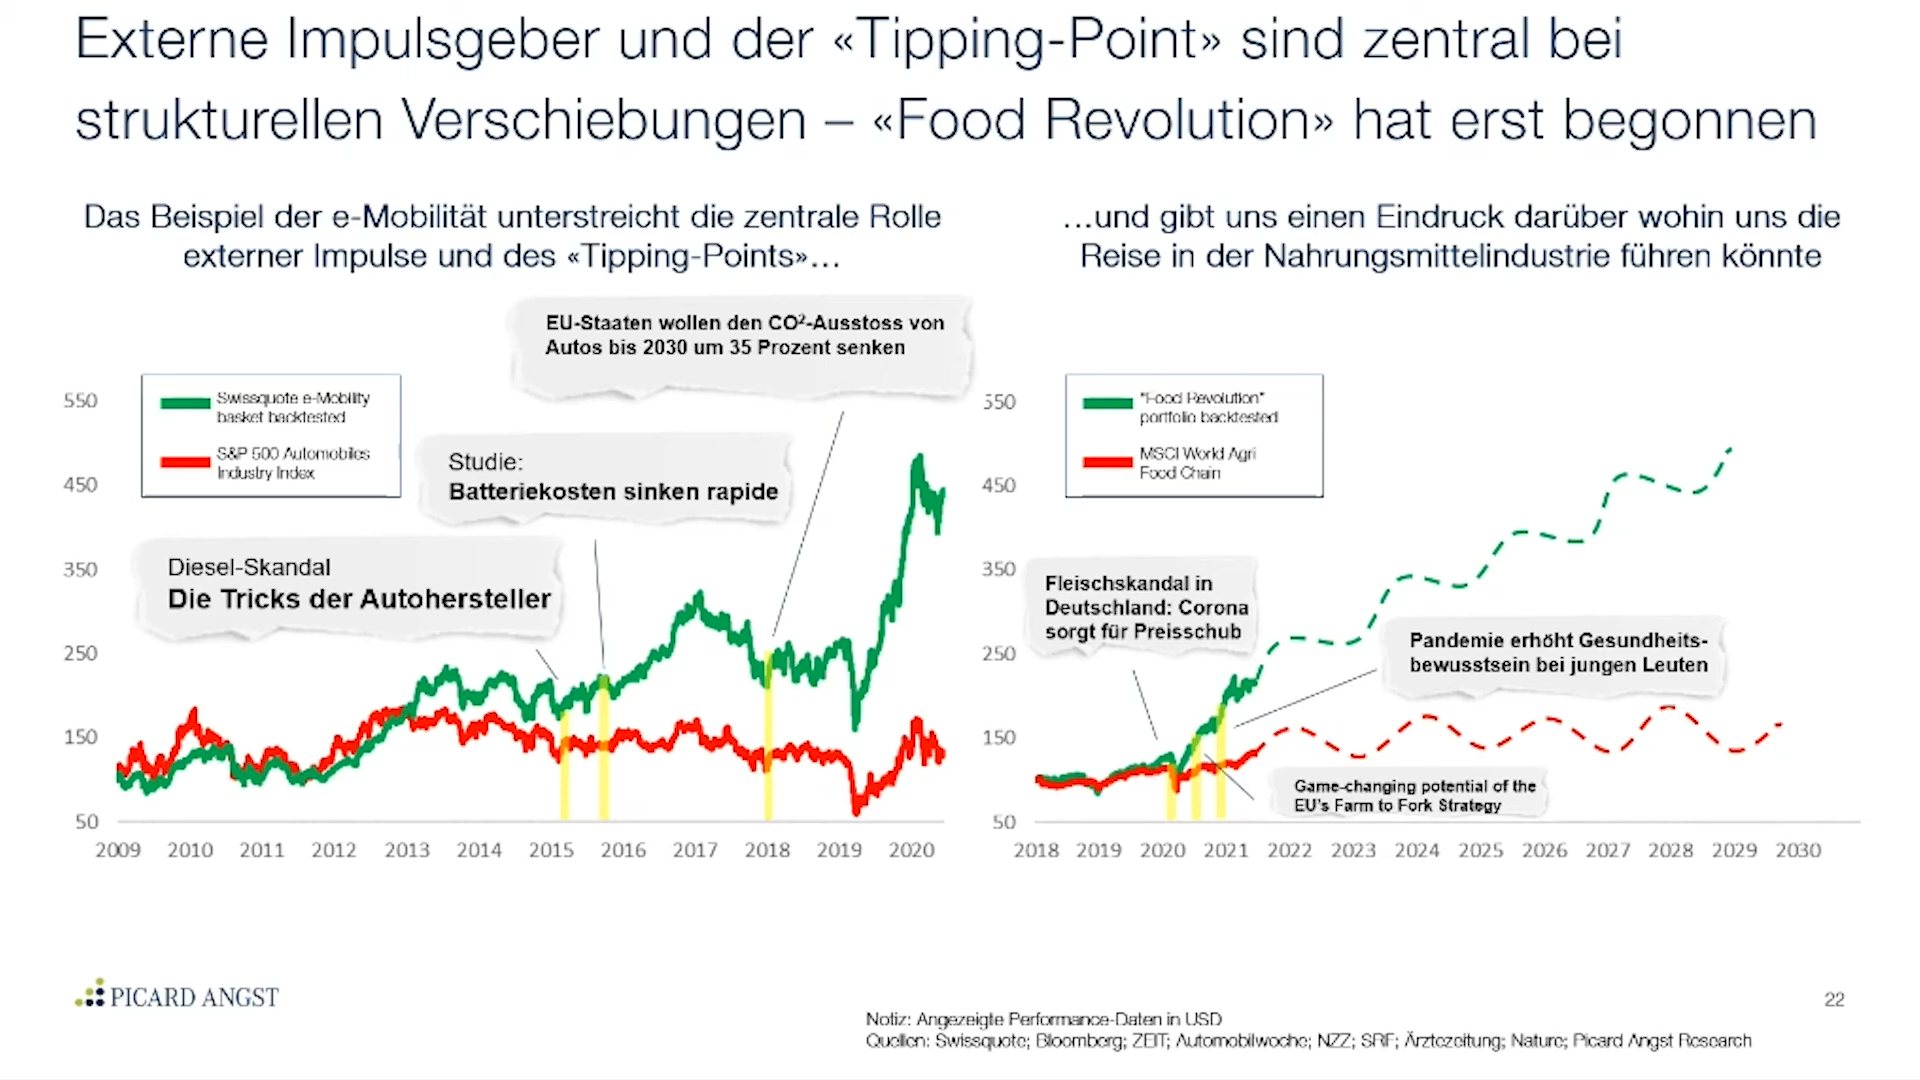 Externe Impulsgeber und der «Tipping-Point» sind zentral bei
strukturellen Verschiebungen – «Food Revolution» hat erst begonnen
Das Beispiel der e-Mobilität unterstreicht die zentrale Rolle
externer Impulse und des «Tipping-Points»…
EU-Staaten wollen den CO²-Ausstoss von
Autos bis 2030 um 35 Prozent senken
Swissquote e-Mobility
basket backtested
S&P 500 Automobiles
Industry Index
Studie:
Batteriekosten sinken rapide
Diesel-Skandal
Die Tricks der Autohersteller
550
450
350
250
150
50
2009 2010 2011 2012 2013 2014 2015 2016 2017 2018 2019 2020
…und gibt uns einen Eindruck darüber wohin uns die
Reise in der Nahrungsmittelindustrie führen könnte
"Food Revolution"
portfolio backtested
MSCI World Agri
Food Chain
Fleischskandal in
Deutschland: Corona
sorgt für Preisschub
Pandemie erhöht Gesundheits-
bewusstsein bei jungen Leuten
Game-changing potential of the
EU's Farm to Fork Strategy
550
450
350
250
150
50
2018 2019 2020 2021 2022 2023 2024 2025 2026 2027 2028 2029 2030
PICARD ANGST
22
Notiz: Angezeigte Performance-Daten in USD
Quellen: Swissquote; Bloomberg; ZEIT; Automobilwoche; NZZ; SRF; Ärztezeitung; Nature; Picard Angst Research